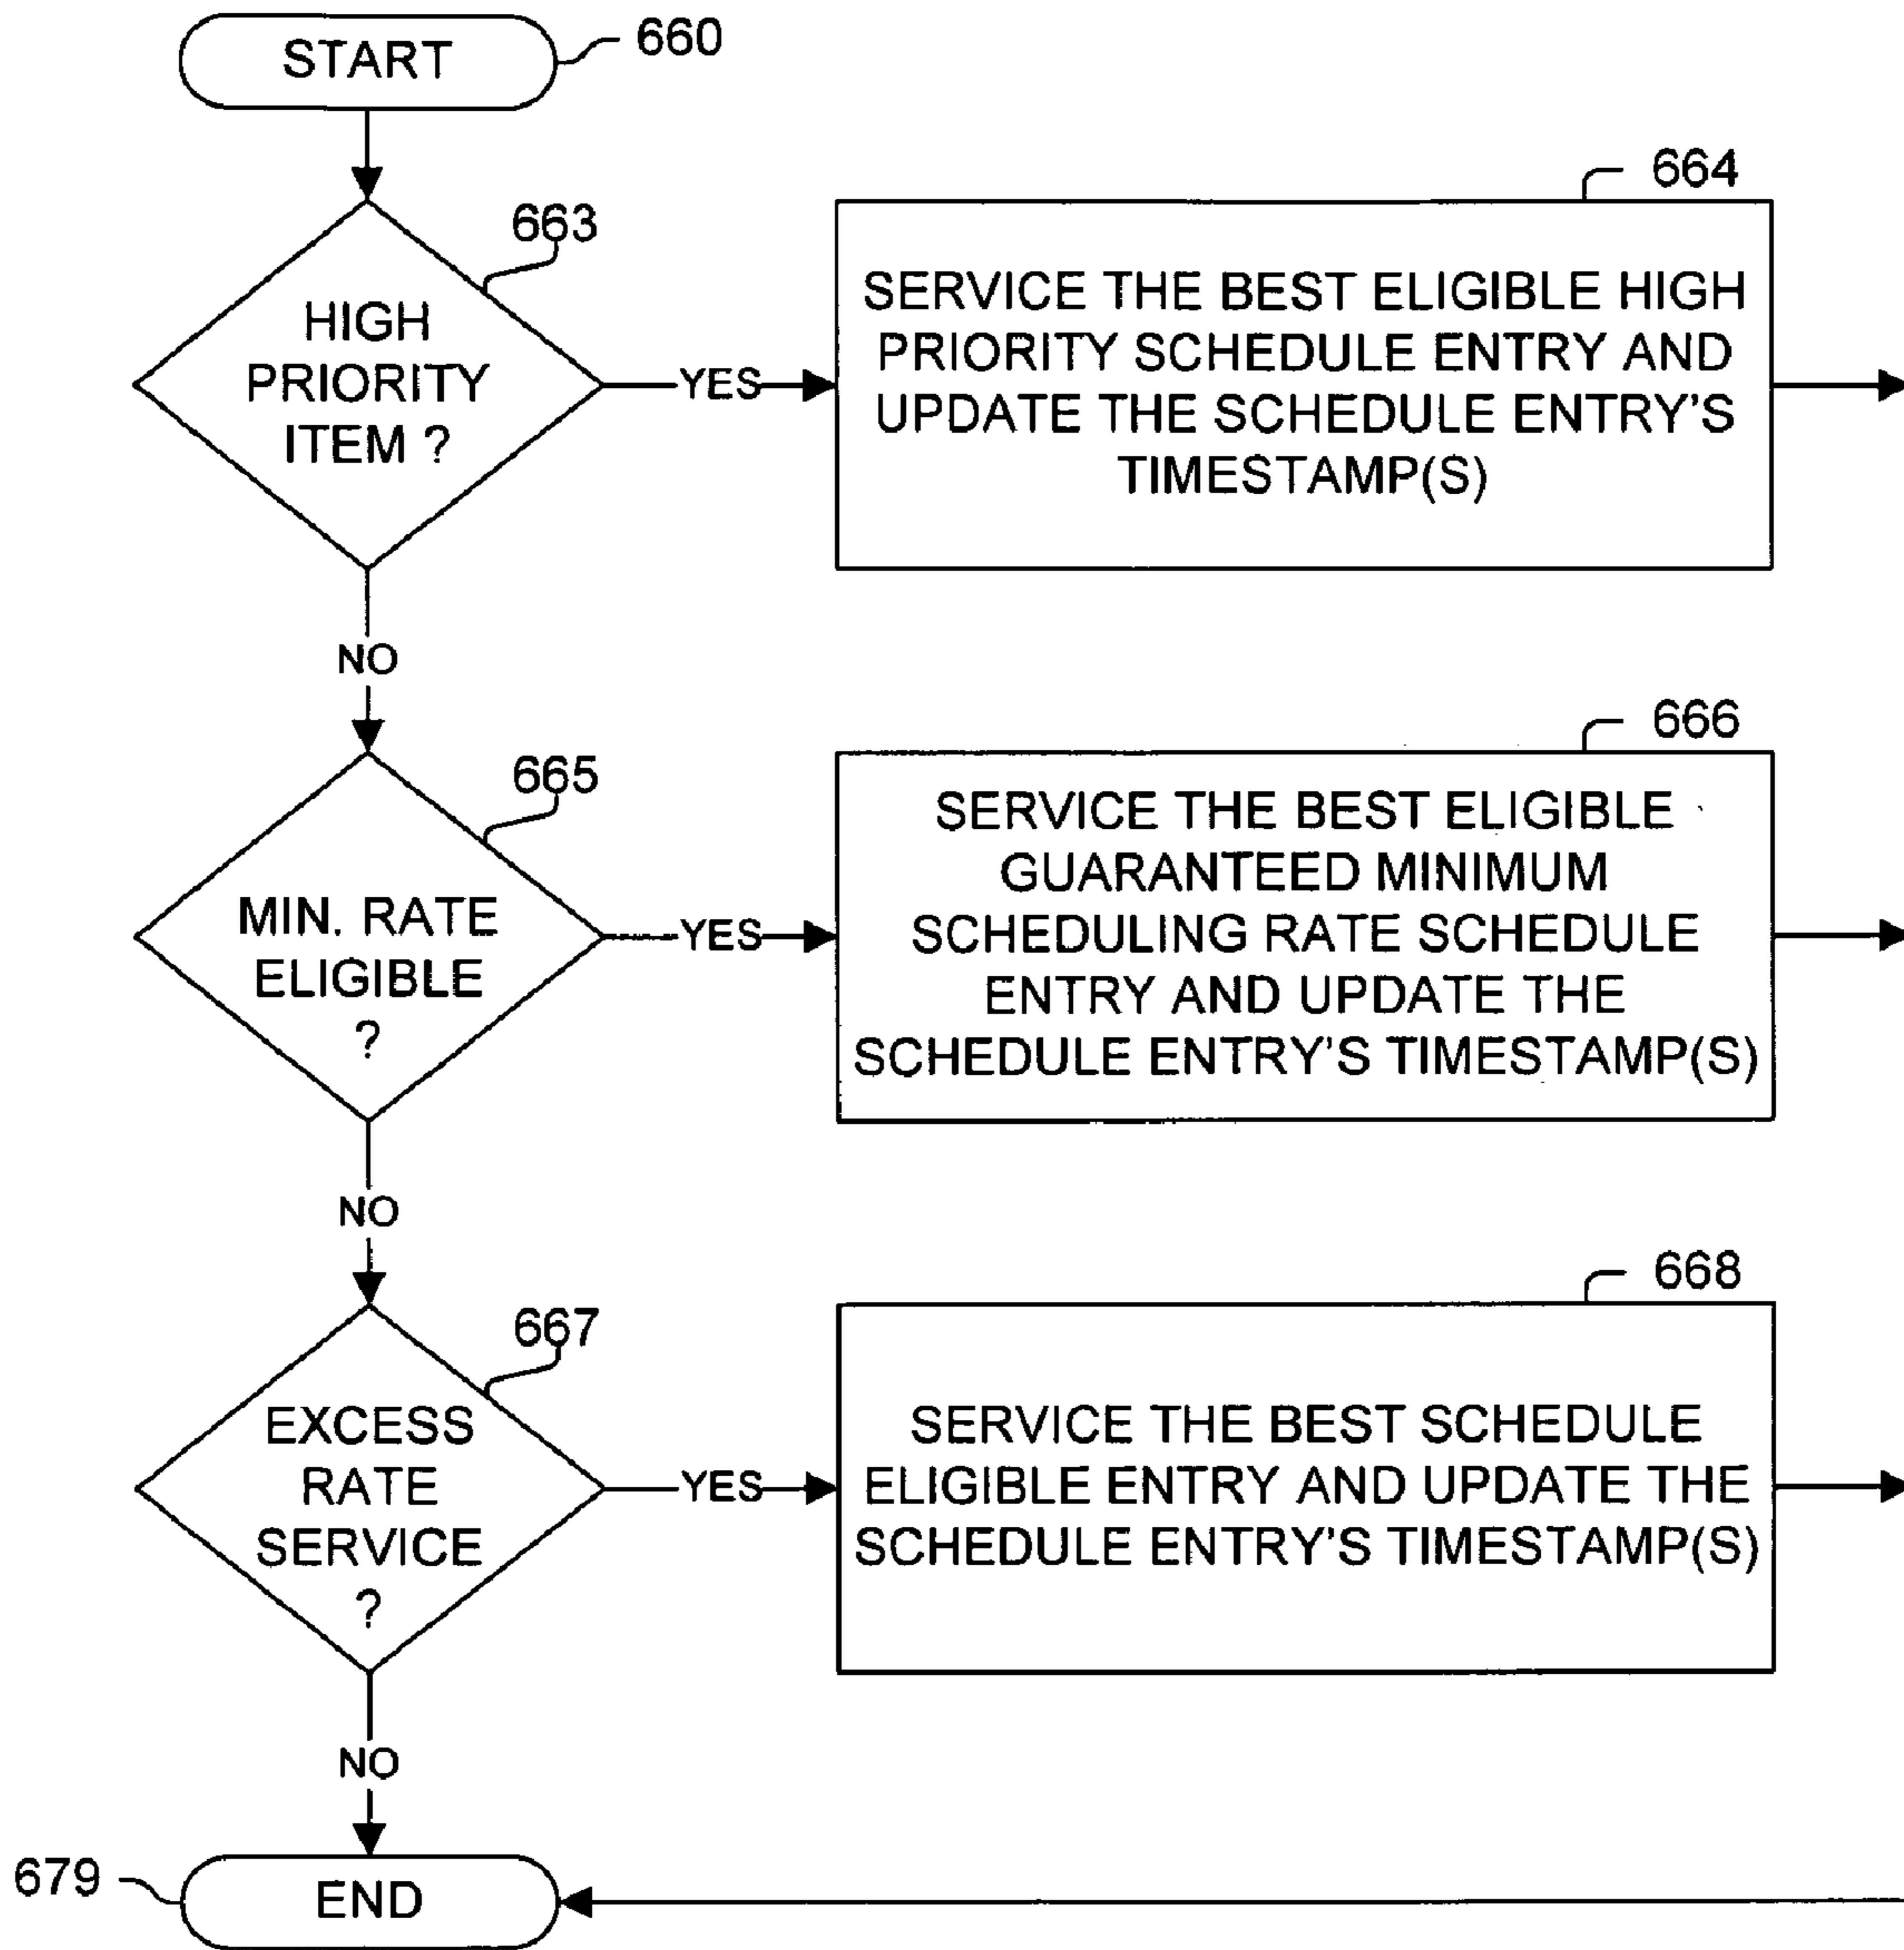 START
660
663
HIGH
PRIORITY
ITEM ?
YES
664
SERVICE THE BEST ELIGIBLE HIGH
PRIORITY SCHEDULE ENTRY AND
UPDATE THE SCHEDULE ENTRY'S
TIMESTAMP(S)
NO
665
MIN. RATE
ELIGIBLE
?
YES
666
SERVICE THE BEST ELIGIBLE
GUARANTEED MINIMUM
SCHEDULING RATE SCHEDULE
ENTRY AND UPDATE THE
SCHEDULE ENTRY'S TIMESTAMP(S)
NO
667
EXCESS
RATE
SERVICE
?
YES
668
SERVICE THE BEST SCHEDULE
ELIGIBLE ENTRY AND UPDATE THE
SCHEDULE ENTRY'S TIMESTAMP(S)
NO
679
END